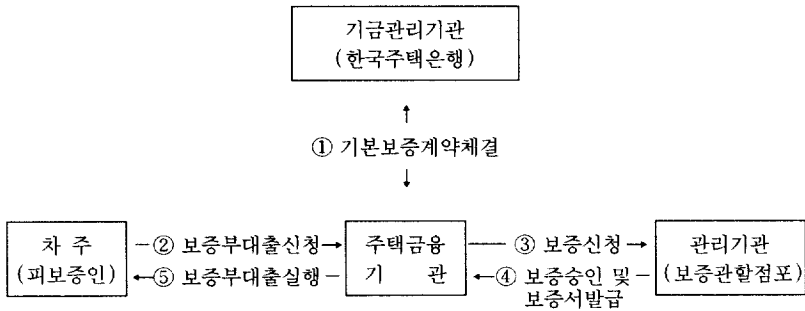 기금관리기관
(한국주택은행)
① 기본보증계약체결
차 주
(피보증인)
② 보증부대출신청
⑤ 보증부대출실행
주택금융
기 관
③ 보증신청
④ 보증승인 및
보증서발급
관리기관
(보증관할점포)